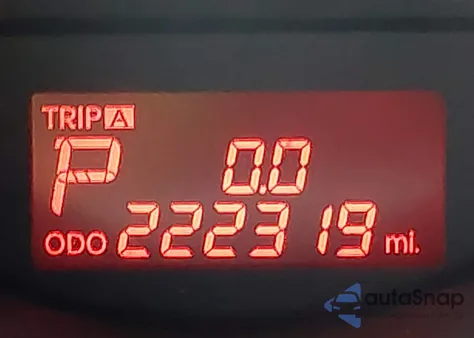 TRIP A
P 0.0
ODO 222319 mi.
autoSnap